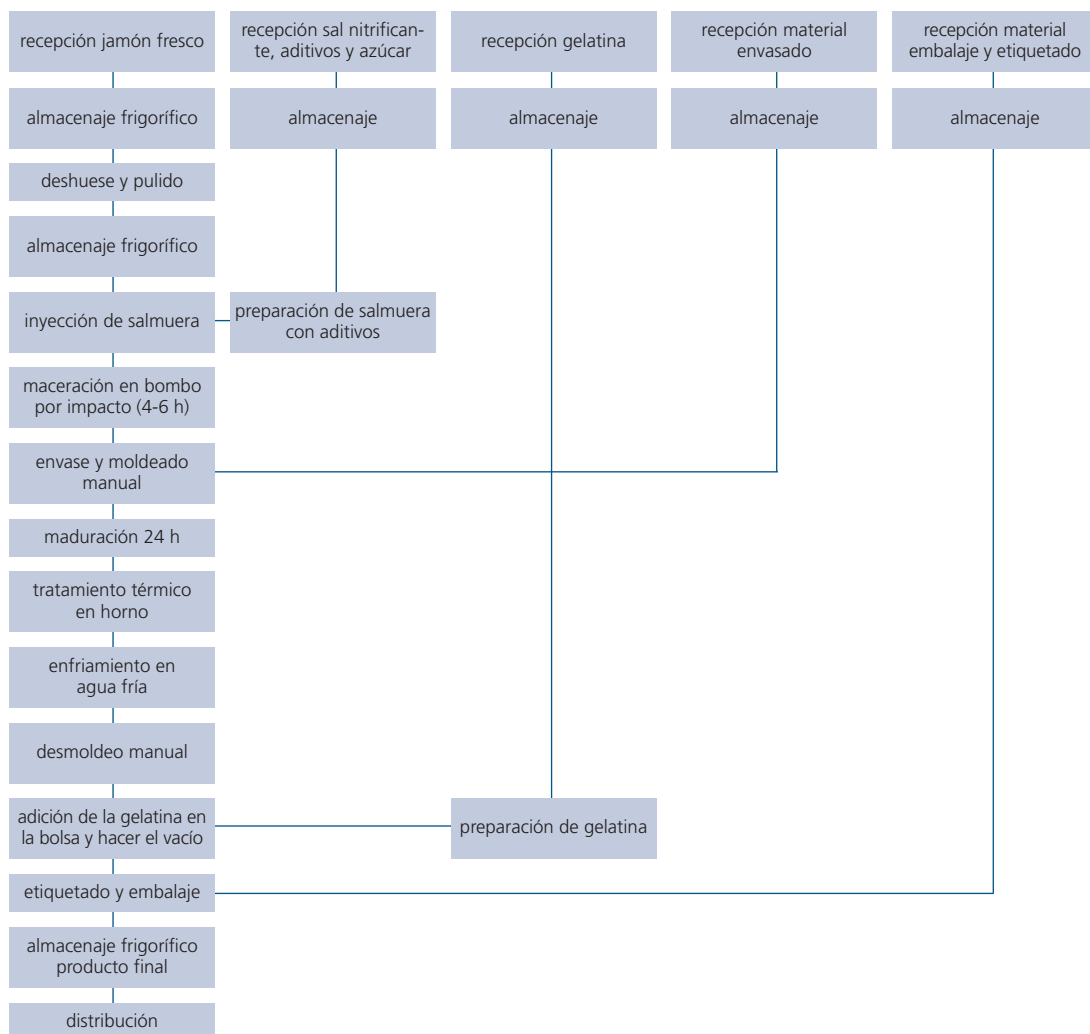 recepción jamón fresco
recepción sal nitrifican-
te, aditivos y azúcar
recepción gelatina
recepción material
envasado
recepción material
embalaje y etiquetado
almacenaje frigorífico
almacenaje
almacenaje
almacenaje
almacenaje
deshuese y pulido
almacenaje frigorífico
inyección de salmuera
preparación de salmuera
con aditivos
maceración en bombo
por impacto (4-6 h)
envase y moldeado
manual
maduración 24 h
tratamiento térmico
en horno
enfriamiento en
agua fría
desmoldeo manual
adición de la gelatina en
la bolsa y hacer el vacío
preparación de gelatina
etiquetado y embalaje
almacenaje frigorífico
producto final
distribución